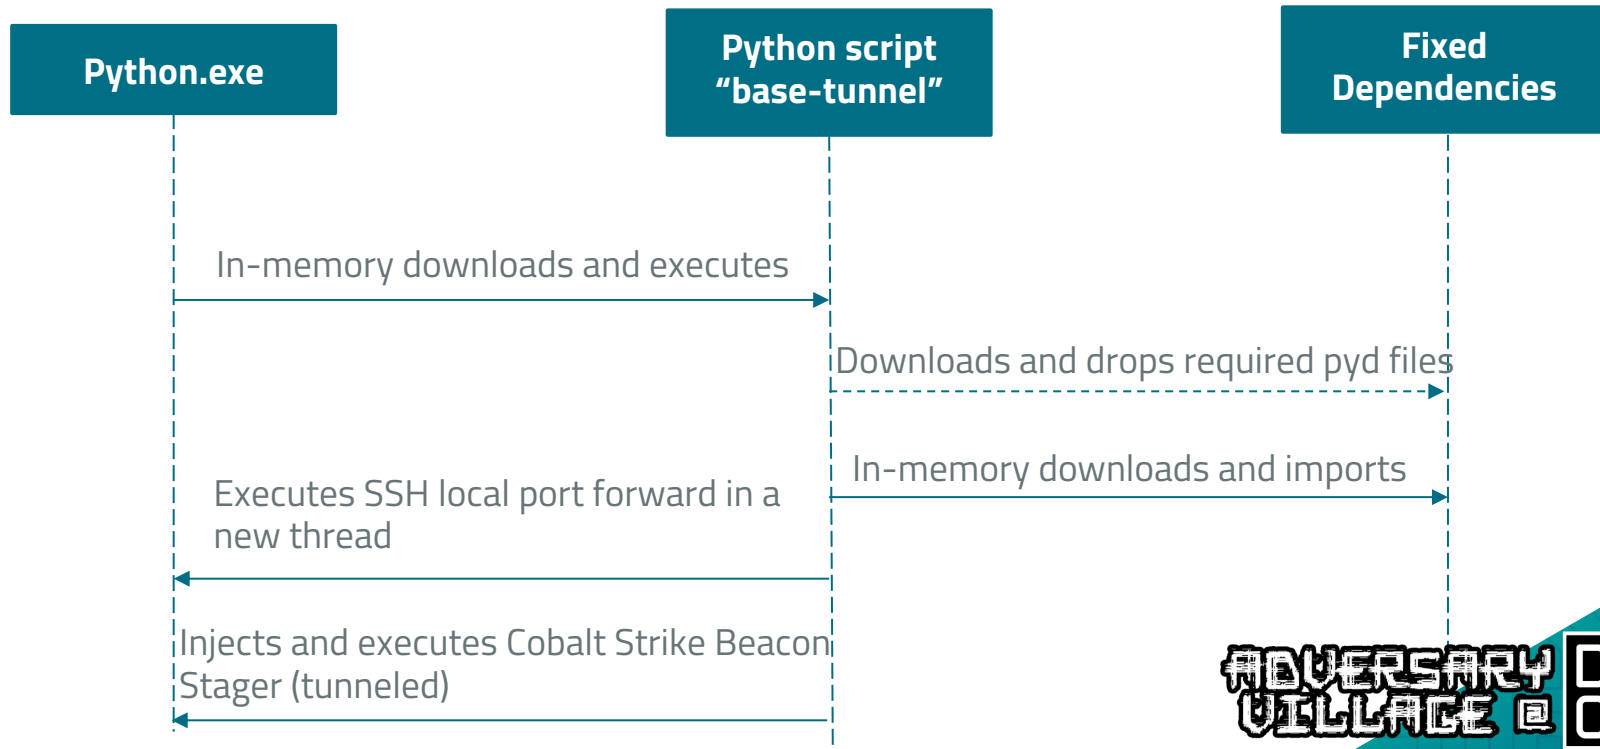 Python.exe
Python script
“base-tunnel”
Fixed
Dependencies
In-memory downloads and executes
Downloads and drops required pyd files
In-memory downloads and imports
Executes SSH local port forward in a
new thread
Injects and executes Cobalt Strike Beacon
Stager (tunneled)
ADVERSARY
VILLAGE @